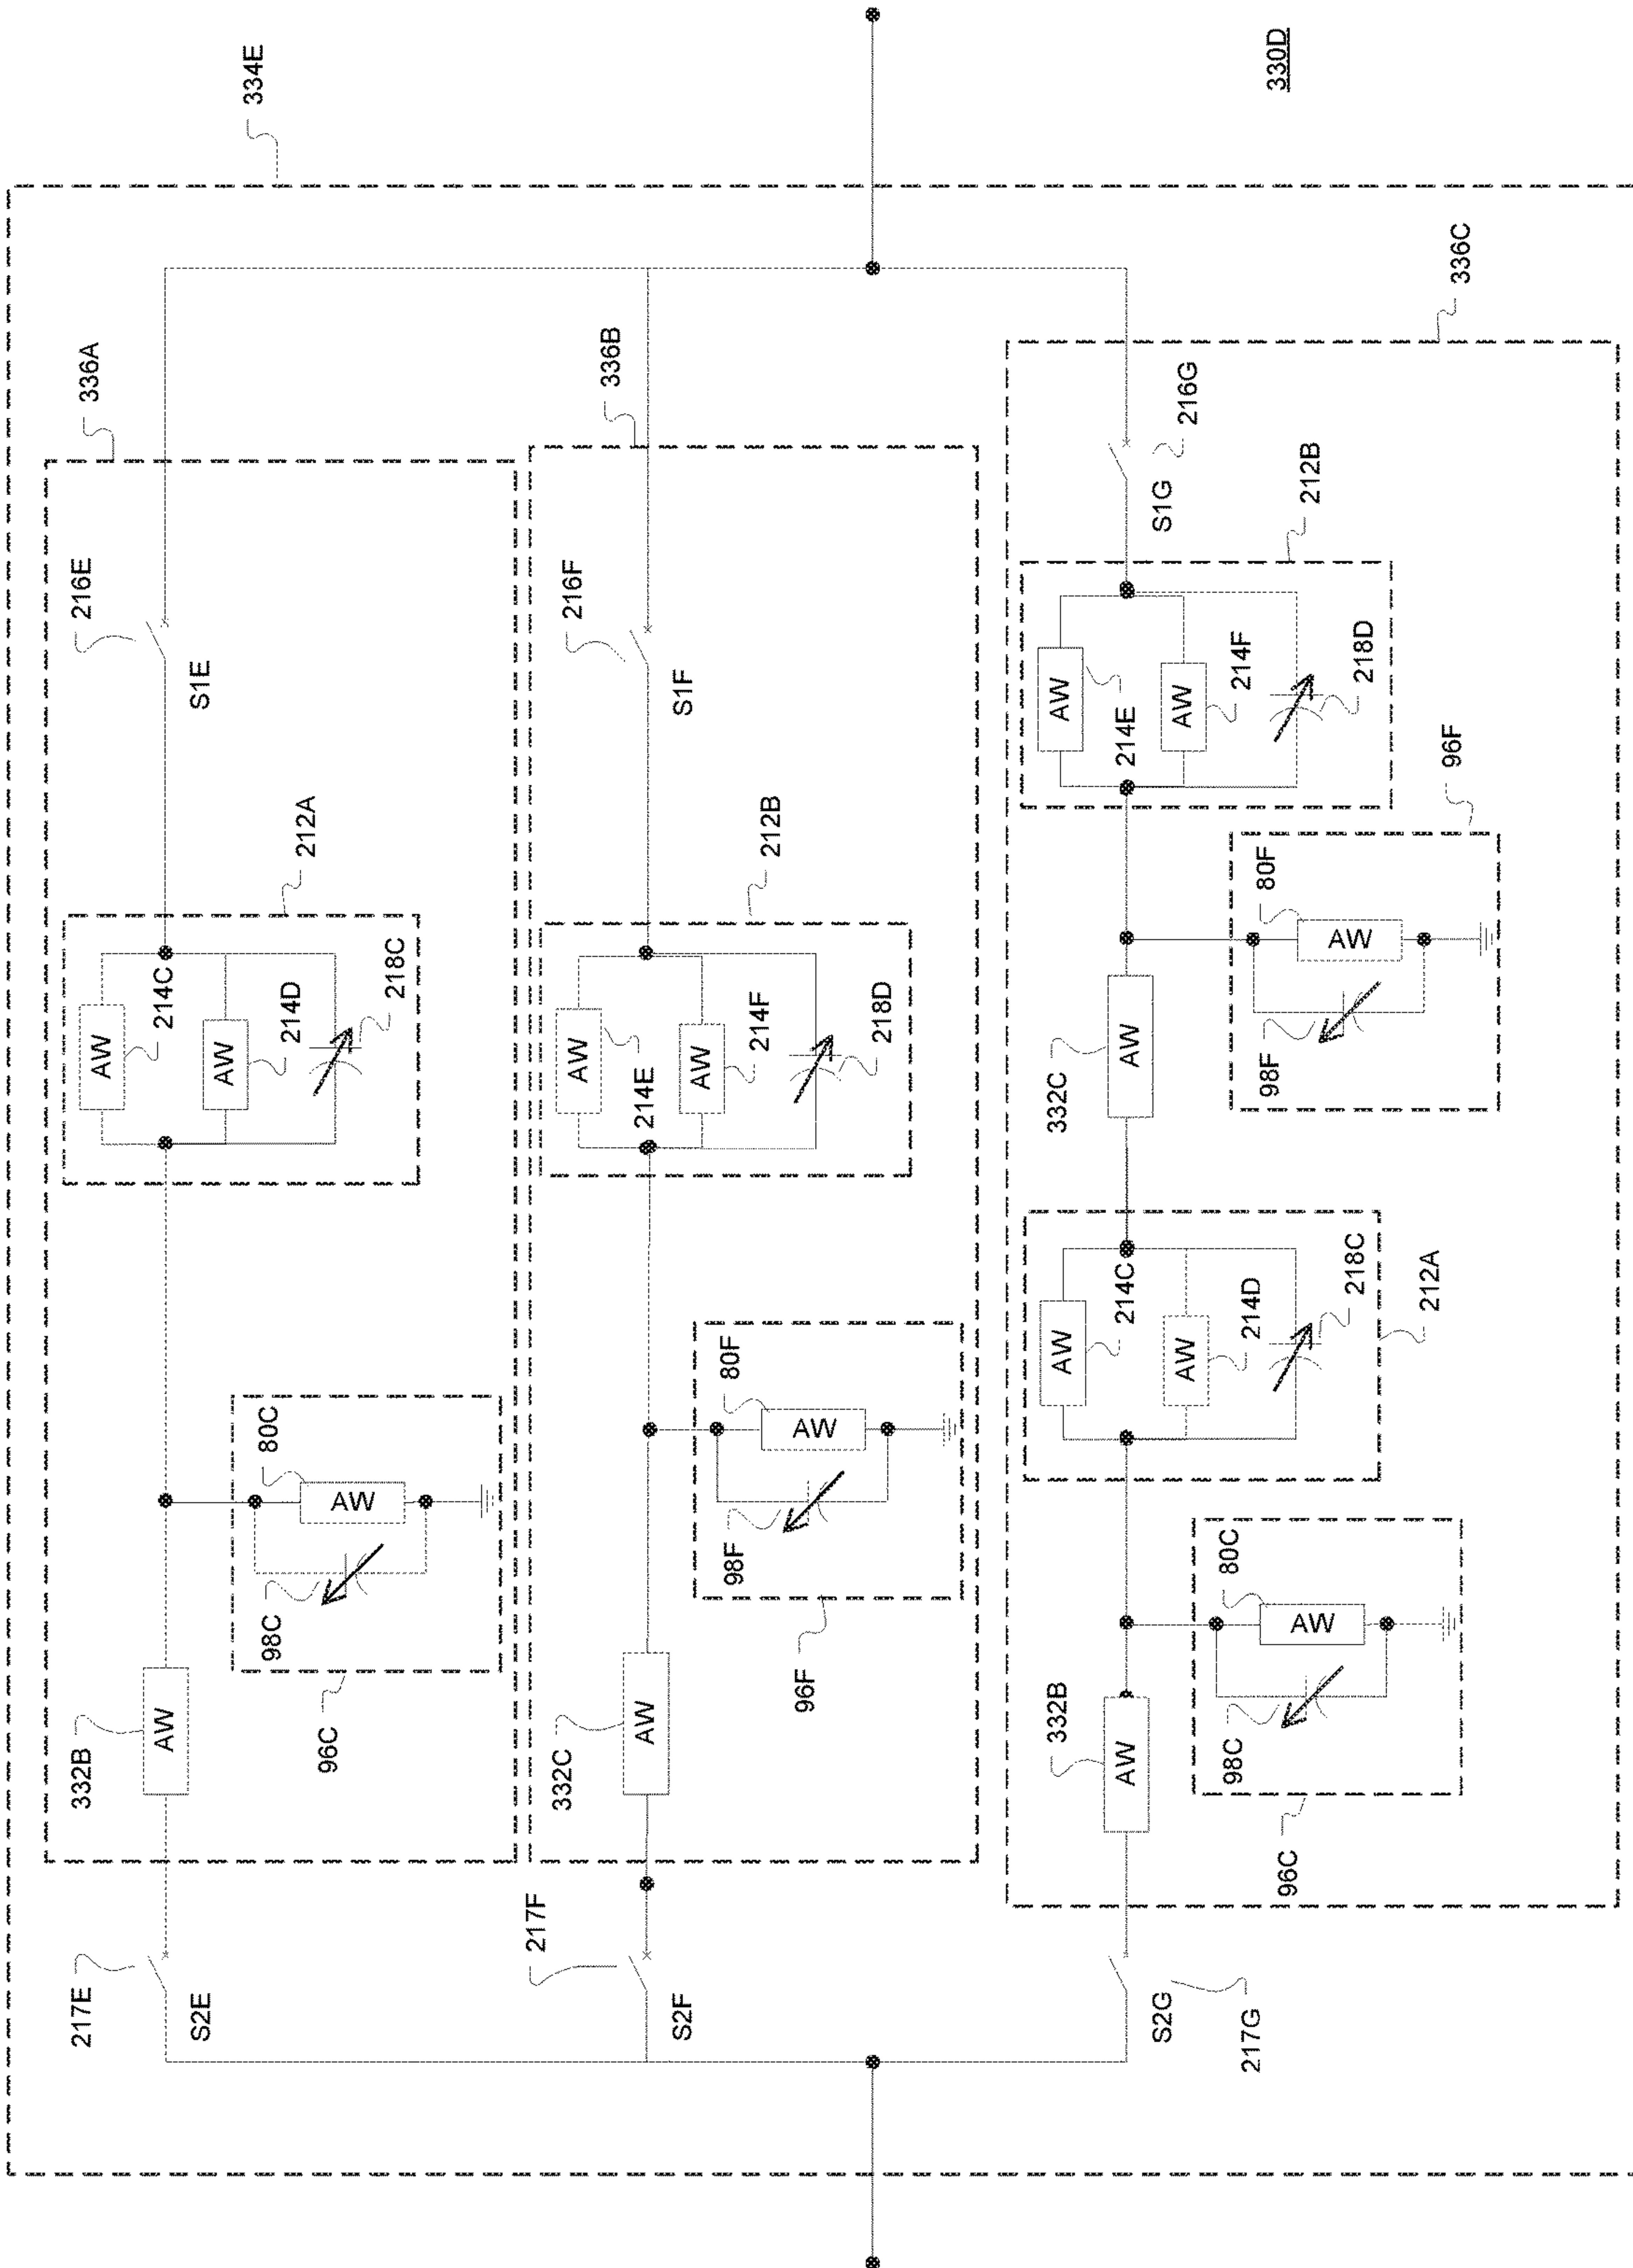 330D
334E
336A
216E
S1E
212A
AW
214C
AW
214D
218C
80C
AW
98C
96C
332B
AW
217E
S2E
336B
216F
S1F
212B
AW
214E
AW
214F
218D
80F
AW
98F
96F
332C
AW
217F
S2F
336C
216G
S1G
212B
AW
214E
AW
214F
218D
96F
80F
AW
98F
332C
AW
AW
214C
AW
214D
218C
212A
80C
AW
98C
96C
332B
AW
S2G
217G